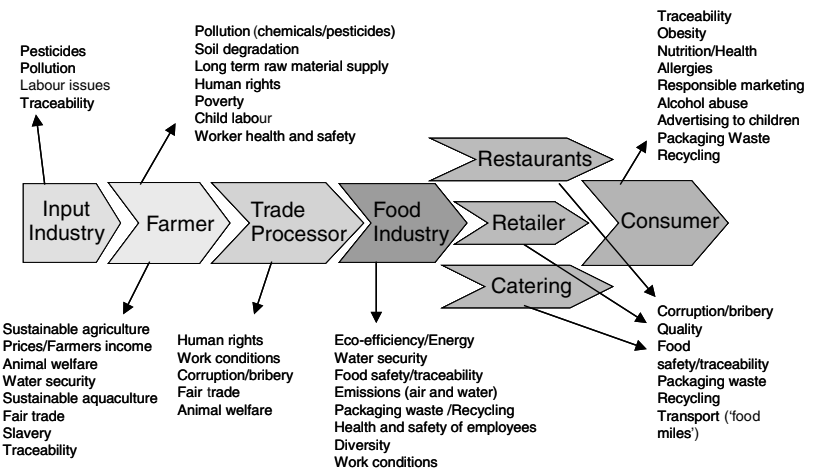 Pesticides
Pollution
Labour issues
Traceability
Pollution (chemicals/pesticides)
Soil degradation
Long term raw material supply
Human rights
Poverty
Child labour
Worker health and safety
Traceability
Obesity
Nutrition/Health
Allergies
Responsible marketing
Alcohol abuse
Advertising to children
Packaging Waste
Recycling
Input
Industry
Farmer
Trade
Processor
Food
Industry
Restaurants
Retailer
Catering
Consumer
Sustainable agriculture
Prices/Farmers income
Animal welfare
Water security
Sustainable aquaculture
Fair trade
Slavery
Traceability
Human rights
Work conditions
Corruption/bribery
Fair trade
Animal welfare
Eco-efficiency/Energy
Water security
Food safety/traceability
Emissions (air and water)
Packaging waste /Recycling
Health and safety of employees
Diversity
Work conditions
Corruption/bribery
Quality
Food
safety/traceability
Packaging waste
Recycling
Transport (‘food
miles’)